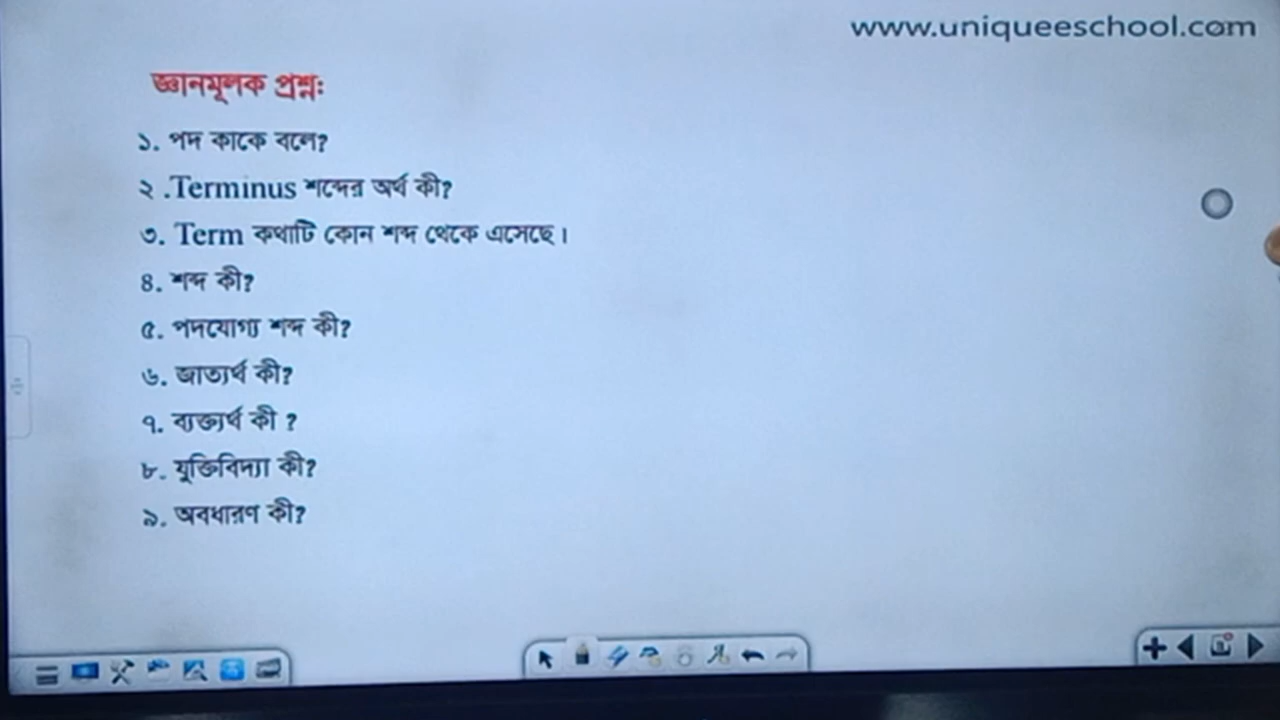 www.uniqueeschool.com
জ্ঞানমূলক প্রশ্ন:
১. পদ কাকে বলে?
২ .Terminus শব্দের অর্থ কী?
৩. Term কথাটি কোন শব্দ থেকে এসেছে।
৪. শব্দ কী?
৫. পদযোগ্য শব্দ কী?
৬. জাত্যর্থ কী?
৭. ব্যক্ত্যর্থ কী ?
৮. যুক্তিবিদ্যা কী?
৯. অবধারণ কী?